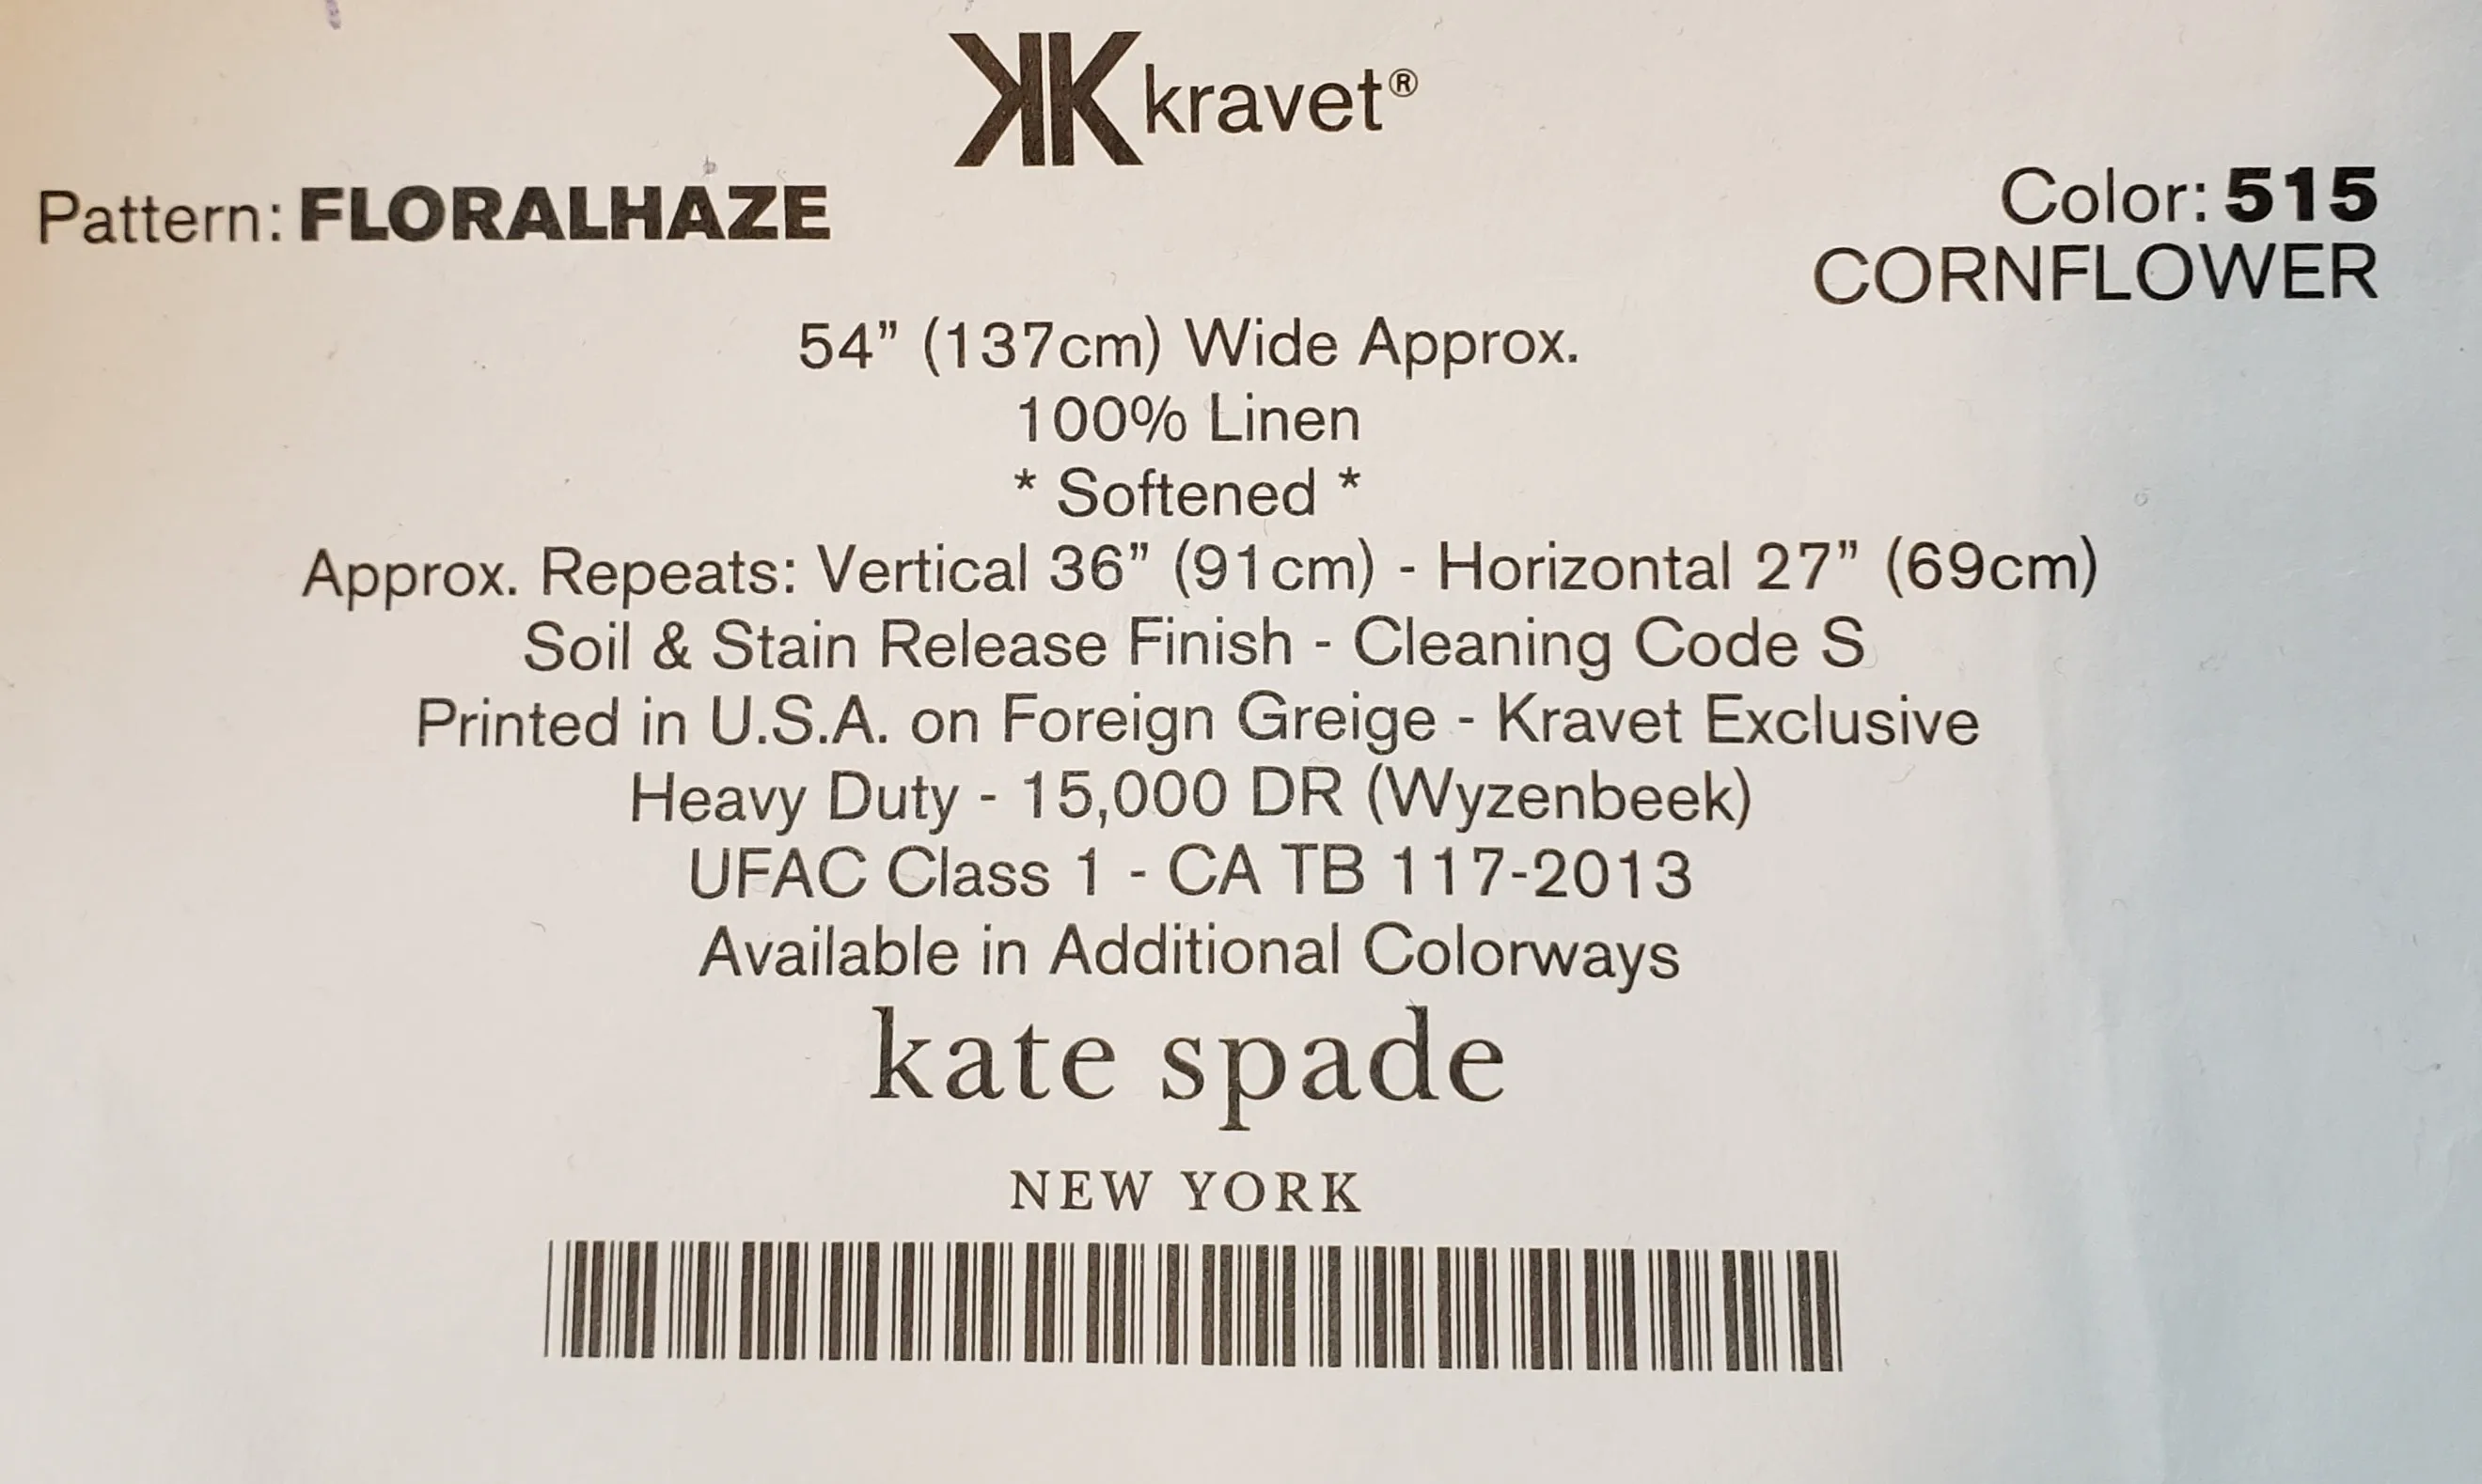 KK kravet®
Pattern: FLORALHAZE
Color: 515
CORNFLOWER
54” (137cm) Wide Approx.
100% Linen
* Softened *
Approx. Repeats: Vertical 36” (91cm) - Horizontal 27” (69cm)
Soil & Stain Release Finish - Cleaning Code S
Printed in U.S.A. on Foreign Greige - Kravet Exclusive
Heavy Duty - 15,000 DR (Wyzenbeek)
UFAC Class 1 - CA TB 117-2013
Available in Additional Colorways
kate spade
NEW YORK